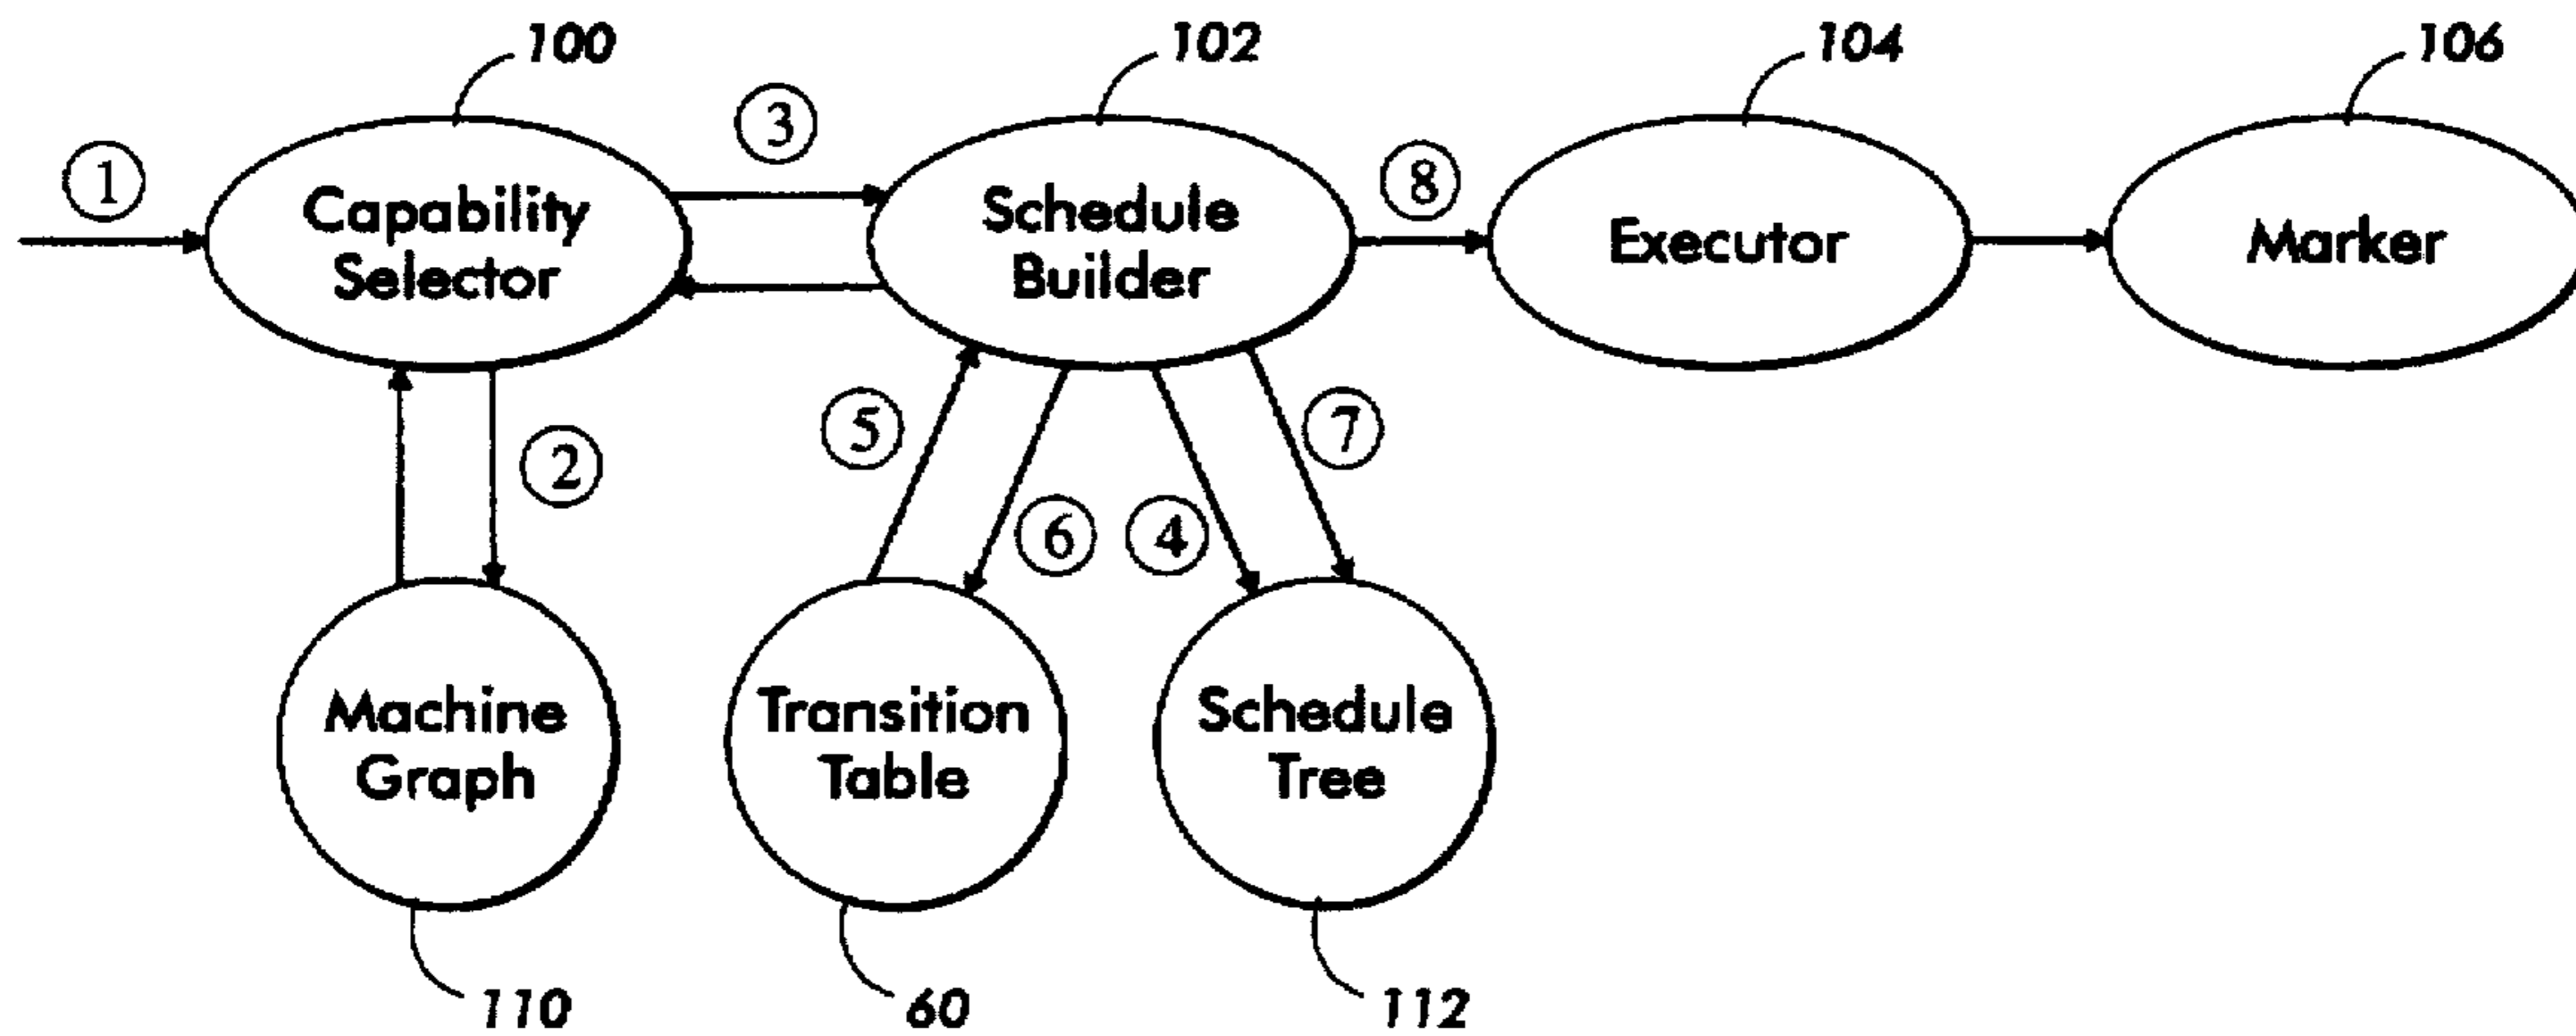 100
102
104
106
1
3
8
Capability
Selector
Schedule
Builder
Executor
Marker
2
5
6
4
7
Machine
Graph
Transition
Table
Schedule
Tree
110
60
112